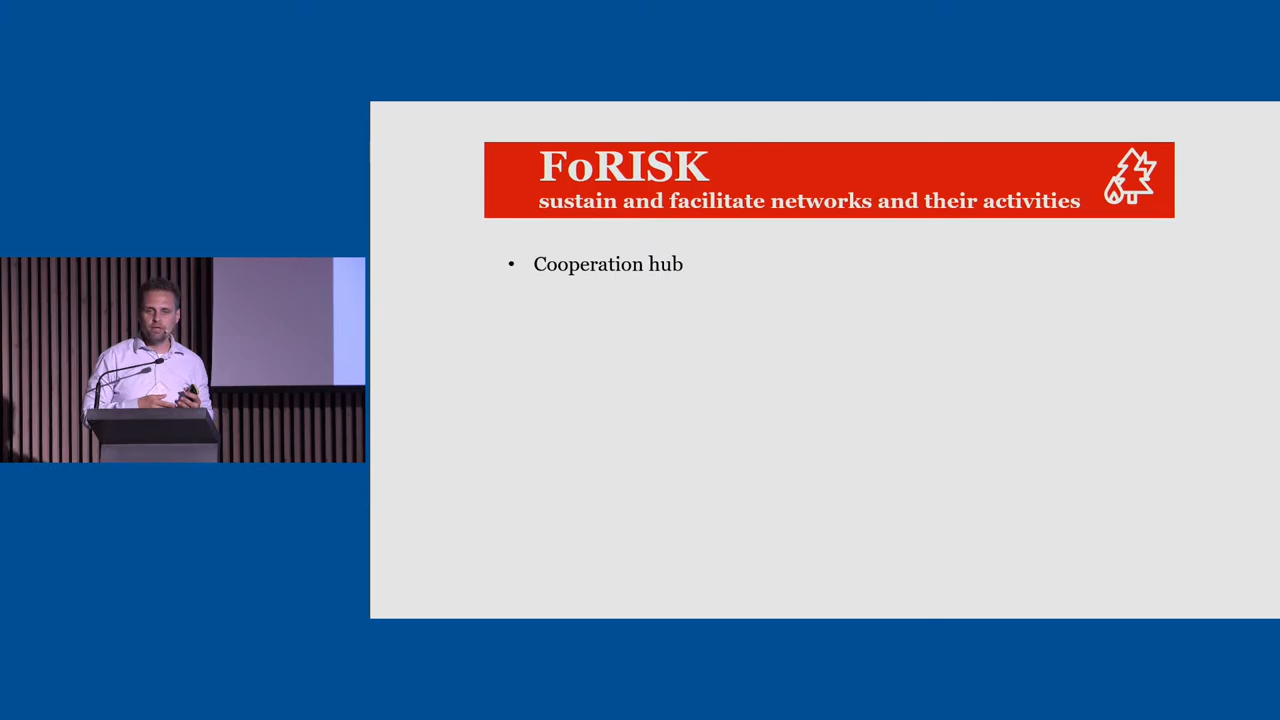 FoRISK
sustain and facilitate networks and their activities
• Cooperation hub